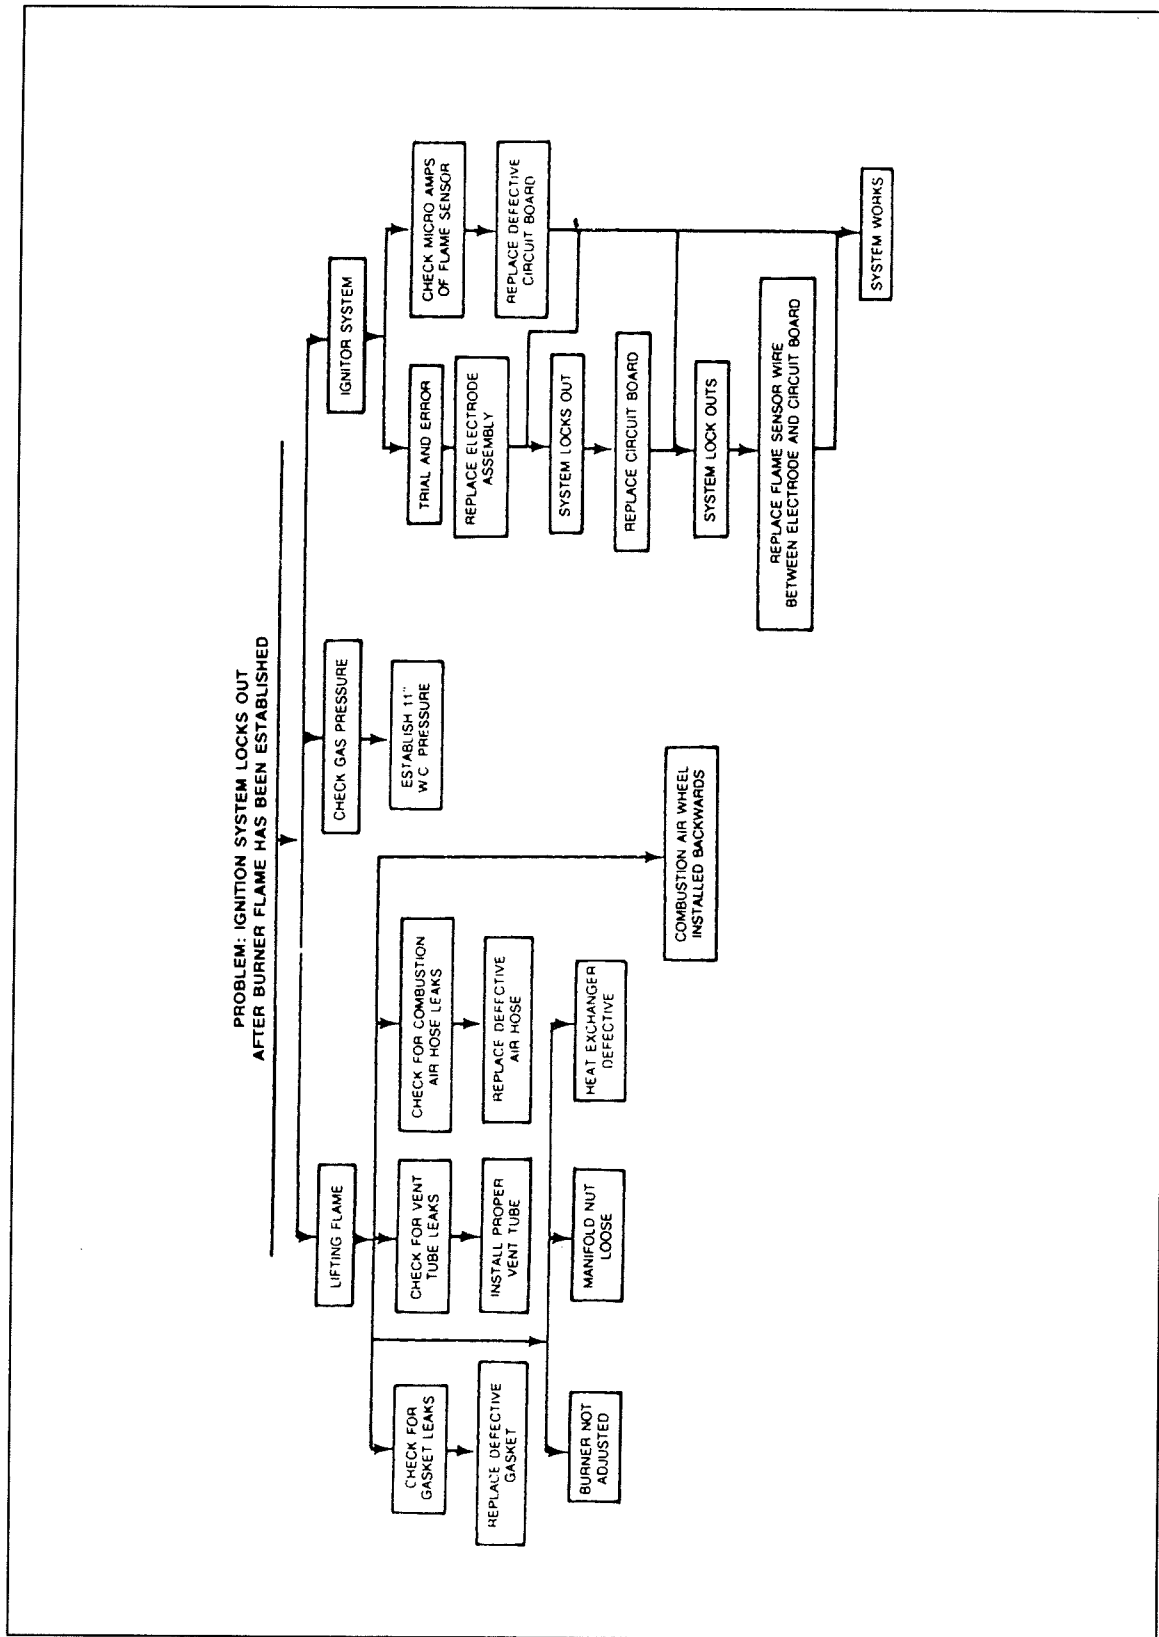 PROBLEM: IGNITION SYSTEM LOCKS OUT
AFTER BURNER FLAME HAS BEEN ESTABLISHED
LIFTING FLAME
CHECK GAS PRESSURE
IGNITOR SYSTEM
CHECK FOR
GASKET LEAKS
CHECK FOR VENT
TUBE LEAKS
CHECK FOR COMBUSTION
AIR HOSE LEAKS
ESTABLISH 11"
WC PRESSURE
TRIAL AND ERROR
CHECK MICRO AMPS
OF FLAME SENSOR
REPLACE DEFECTIVE
GASKET
INSTALL PROPER
VENT TUBE
REPLACE DEFECTIVE
AIR HOSE
REPLACE ELECTRODE
ASSEMBLY
REPLACE DEFECTIVE
CIRCUIT BOARD
BURNER NOT
ADJUSTED
MANIFOLD NUT
LOOSE
HEAT EXCHANGER
DEFECTIVE
SYSTEM LOCKS OUT
COMBUSTION AIR WHEEL
INSTALLED BACKWARDS
REPLACE CIRCUIT BOARD
SYSTEM LOCK OUTS
REPLACE FLAME SENSOR WIRE
BETWEEN ELECTRODE AND CIRCUIT BOARD
SYSTEM WORKS